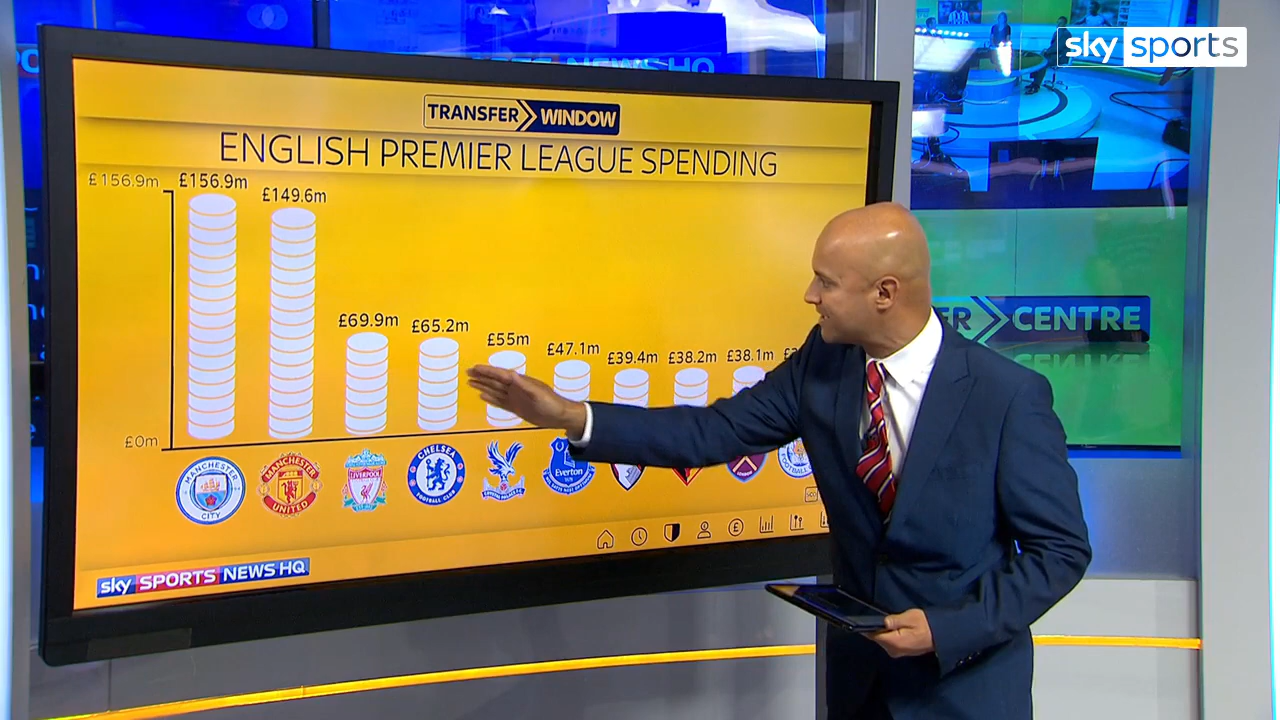 sky sports
NEWS HQ
TRANSFER WINDOW
ENGLISH PREMIER LEAGUE SPENDING
£156.9m
£156.9m
£149.6m
£69.9m
£65.2m
£55m
£47.1m
£39.4m
£38.2m
£38.1m
£0m
MANCHESTER
CITY
MANCHESTER
UNITED
LIVERPOOL
CHELSEA
FOOTBALL CLUB
Everton
£
sky SPORTS NEWS HQ
CENTRE